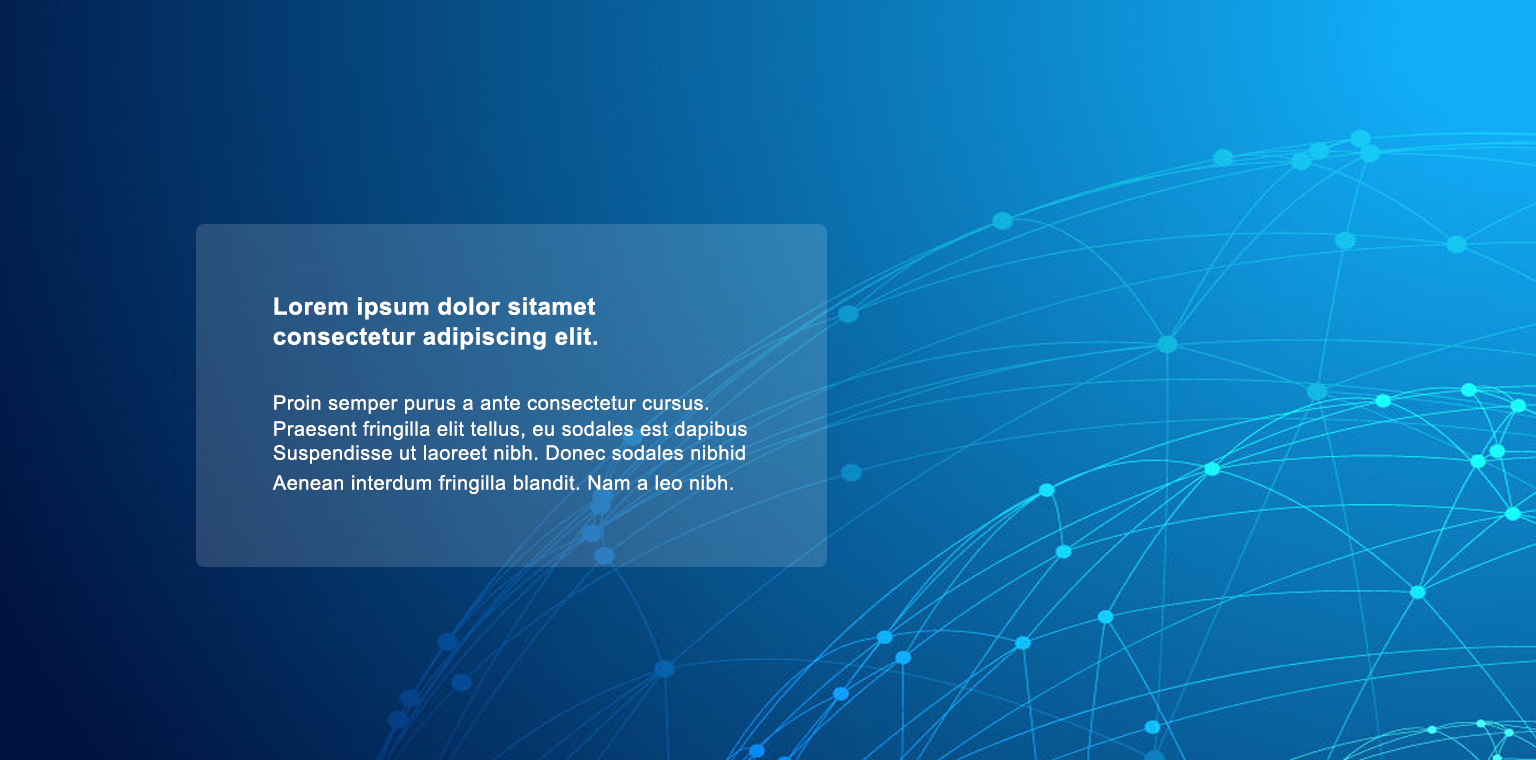 Lorem ipsum dolor sitamet
consectetur adipiscing elit.
Proin semper purus a ante consectetur cursus.
Praesent fringilla elit tellus, eu sodales est dapibus
Suspendisse ut laoreet nibh. Donec sodales nibhid
Aenean interdum fringilla blandit. Nam a leo nibh.